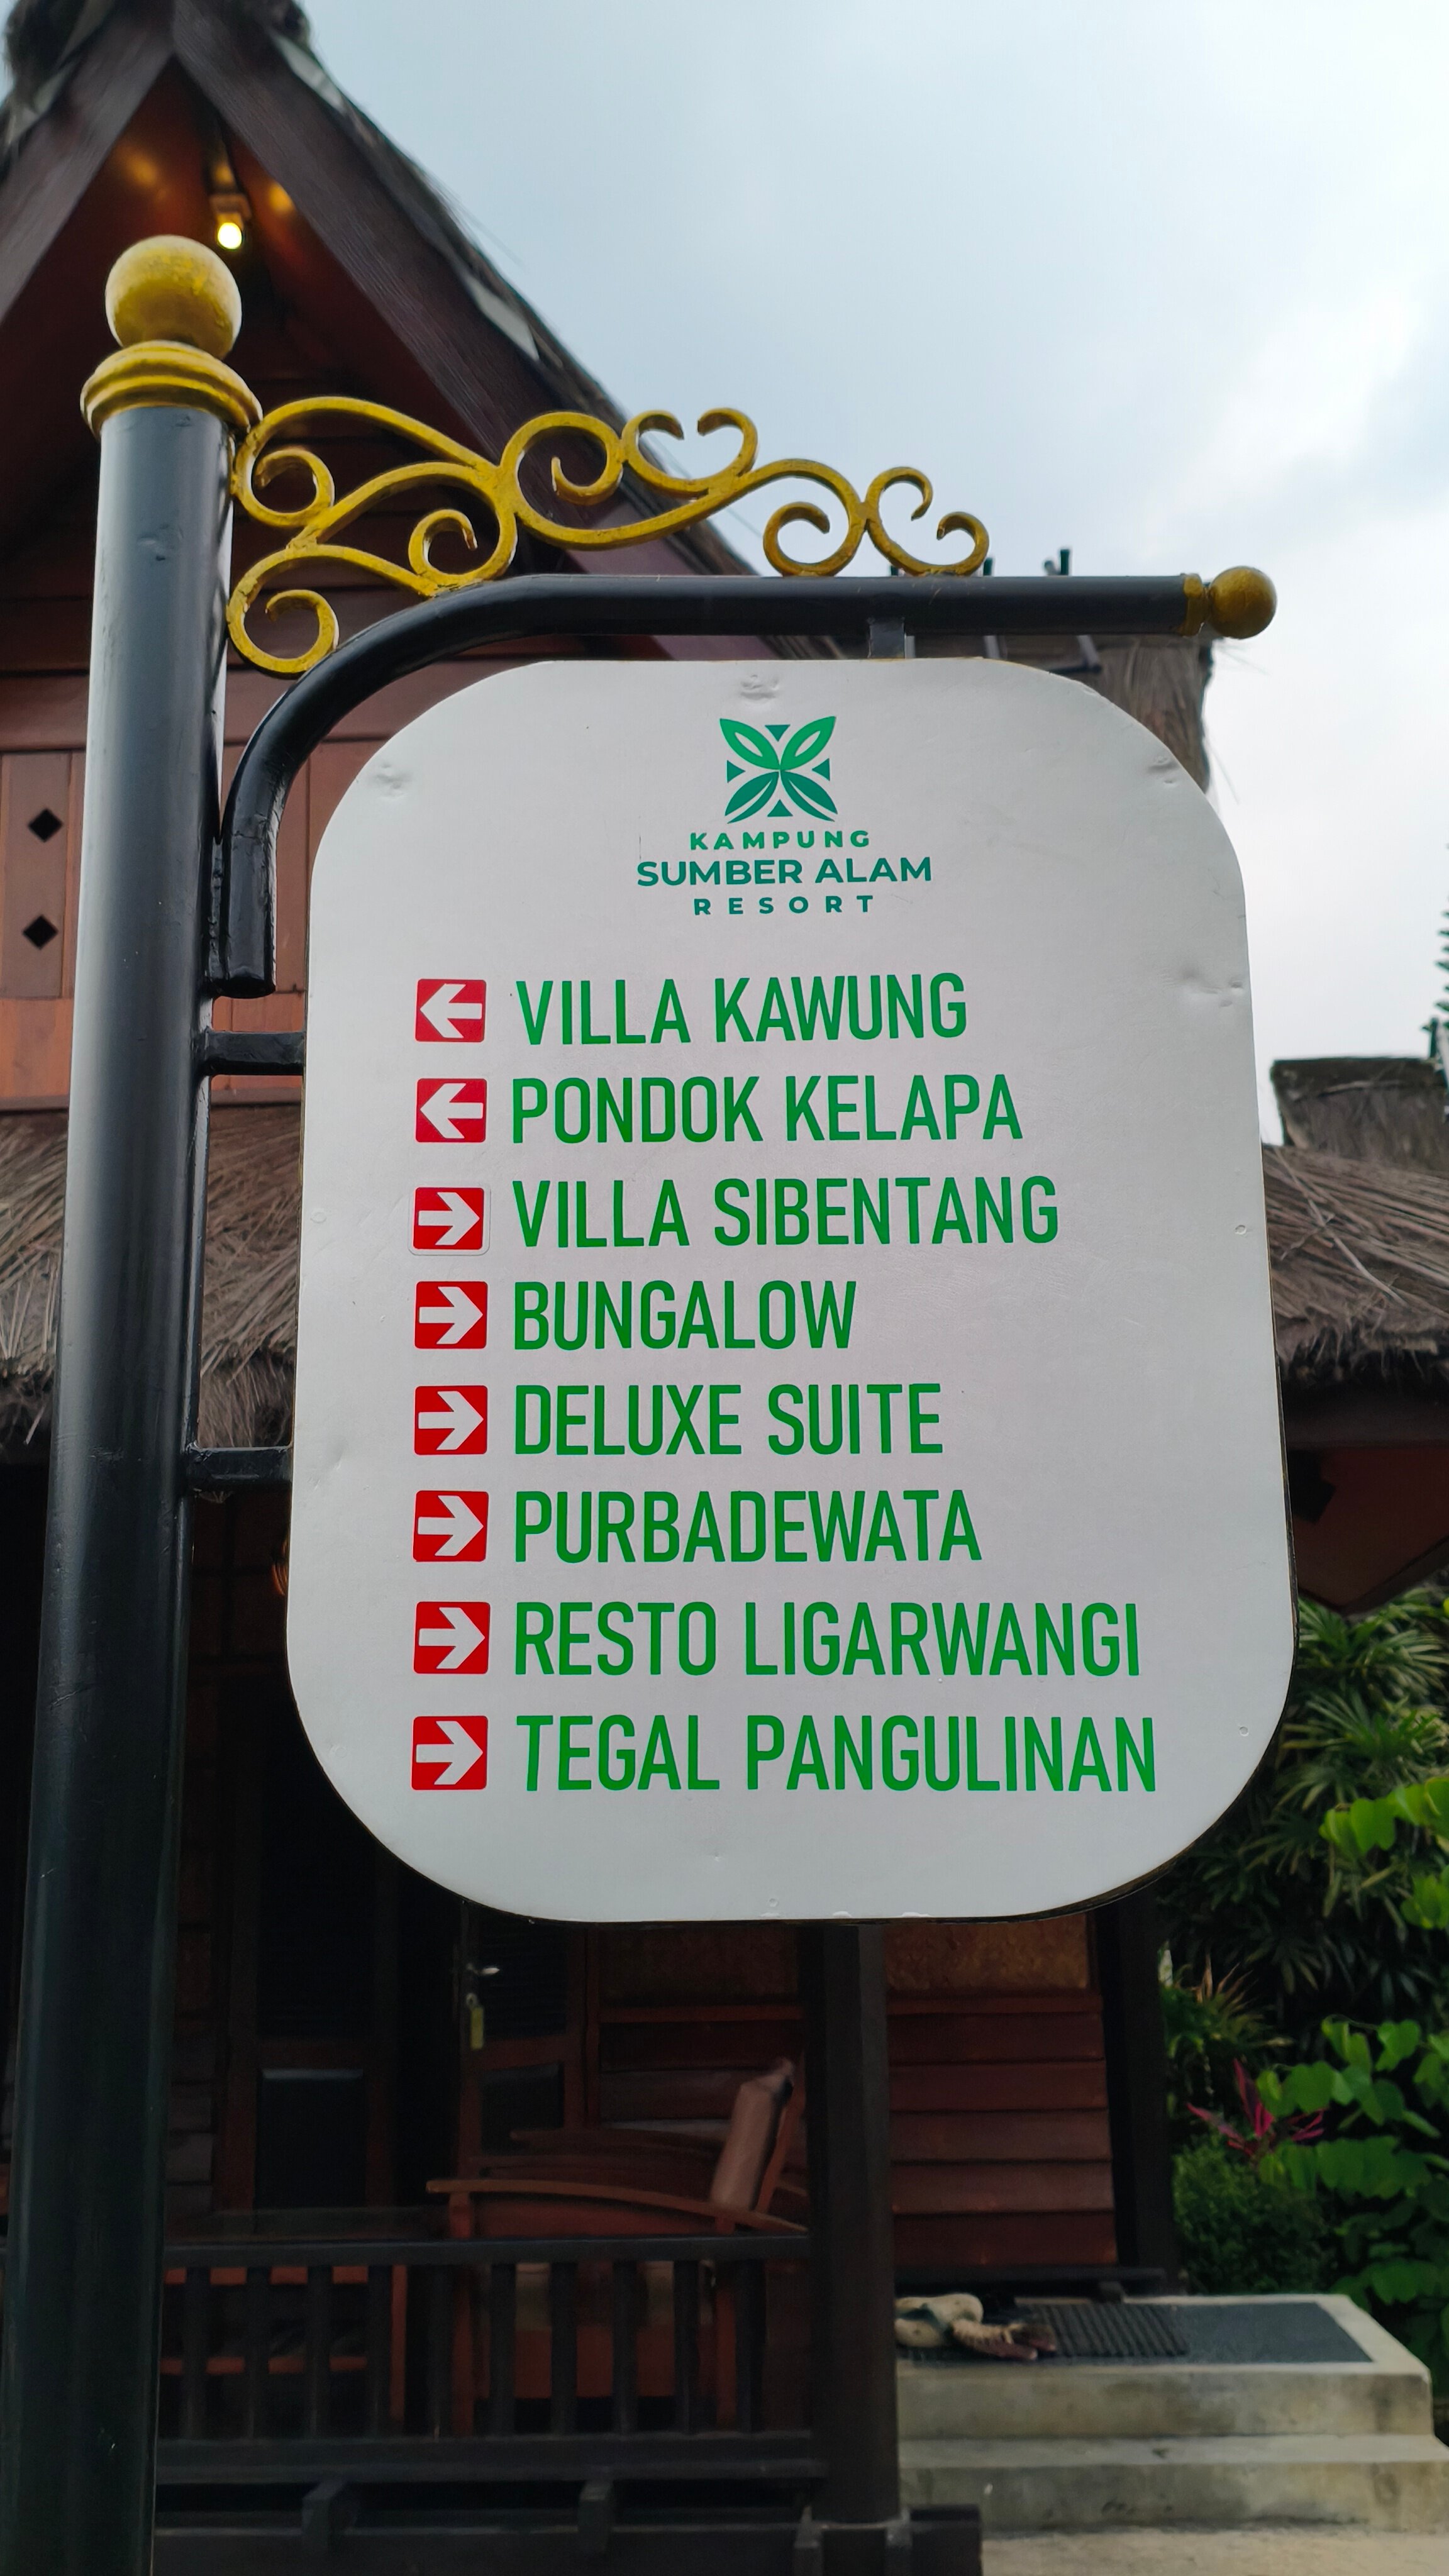 KAMPUNG
SUMBER ALAM
RESORT
VILLA KAWUNG
PONDOK KELAPA
VILLA SIBENTANG
BUNGALOW
DELUXE SUITE
PURBADEWATA
RESTO LIGARWANGI
TEGAL PANGULINAN